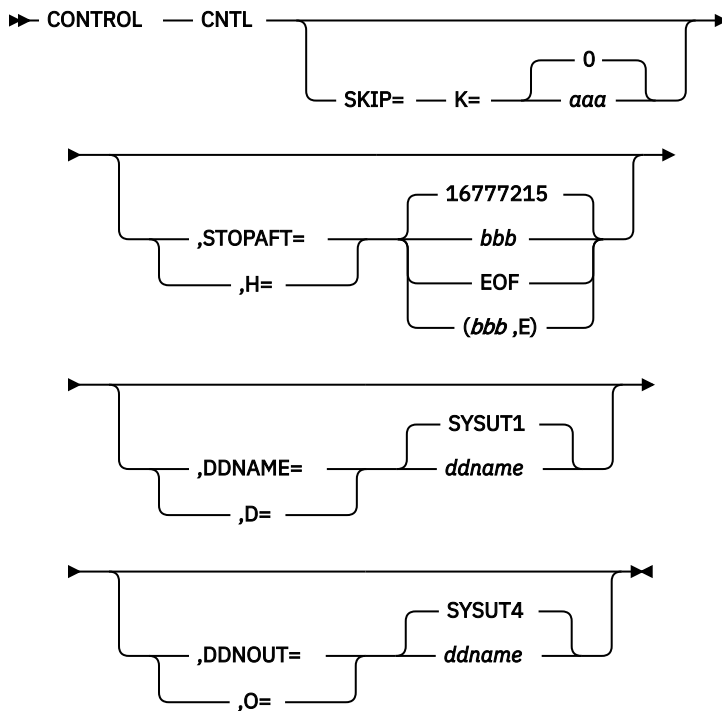 CONTROL CNTL
0
SKIP= K= aaa
16777215
,STOPAFT= bbb
,H= EOF
(bbb ,E)
SYSUT1
,DDNAME= ddname
,D=
SYSUT4
,DDNOUT= ddname
,O=